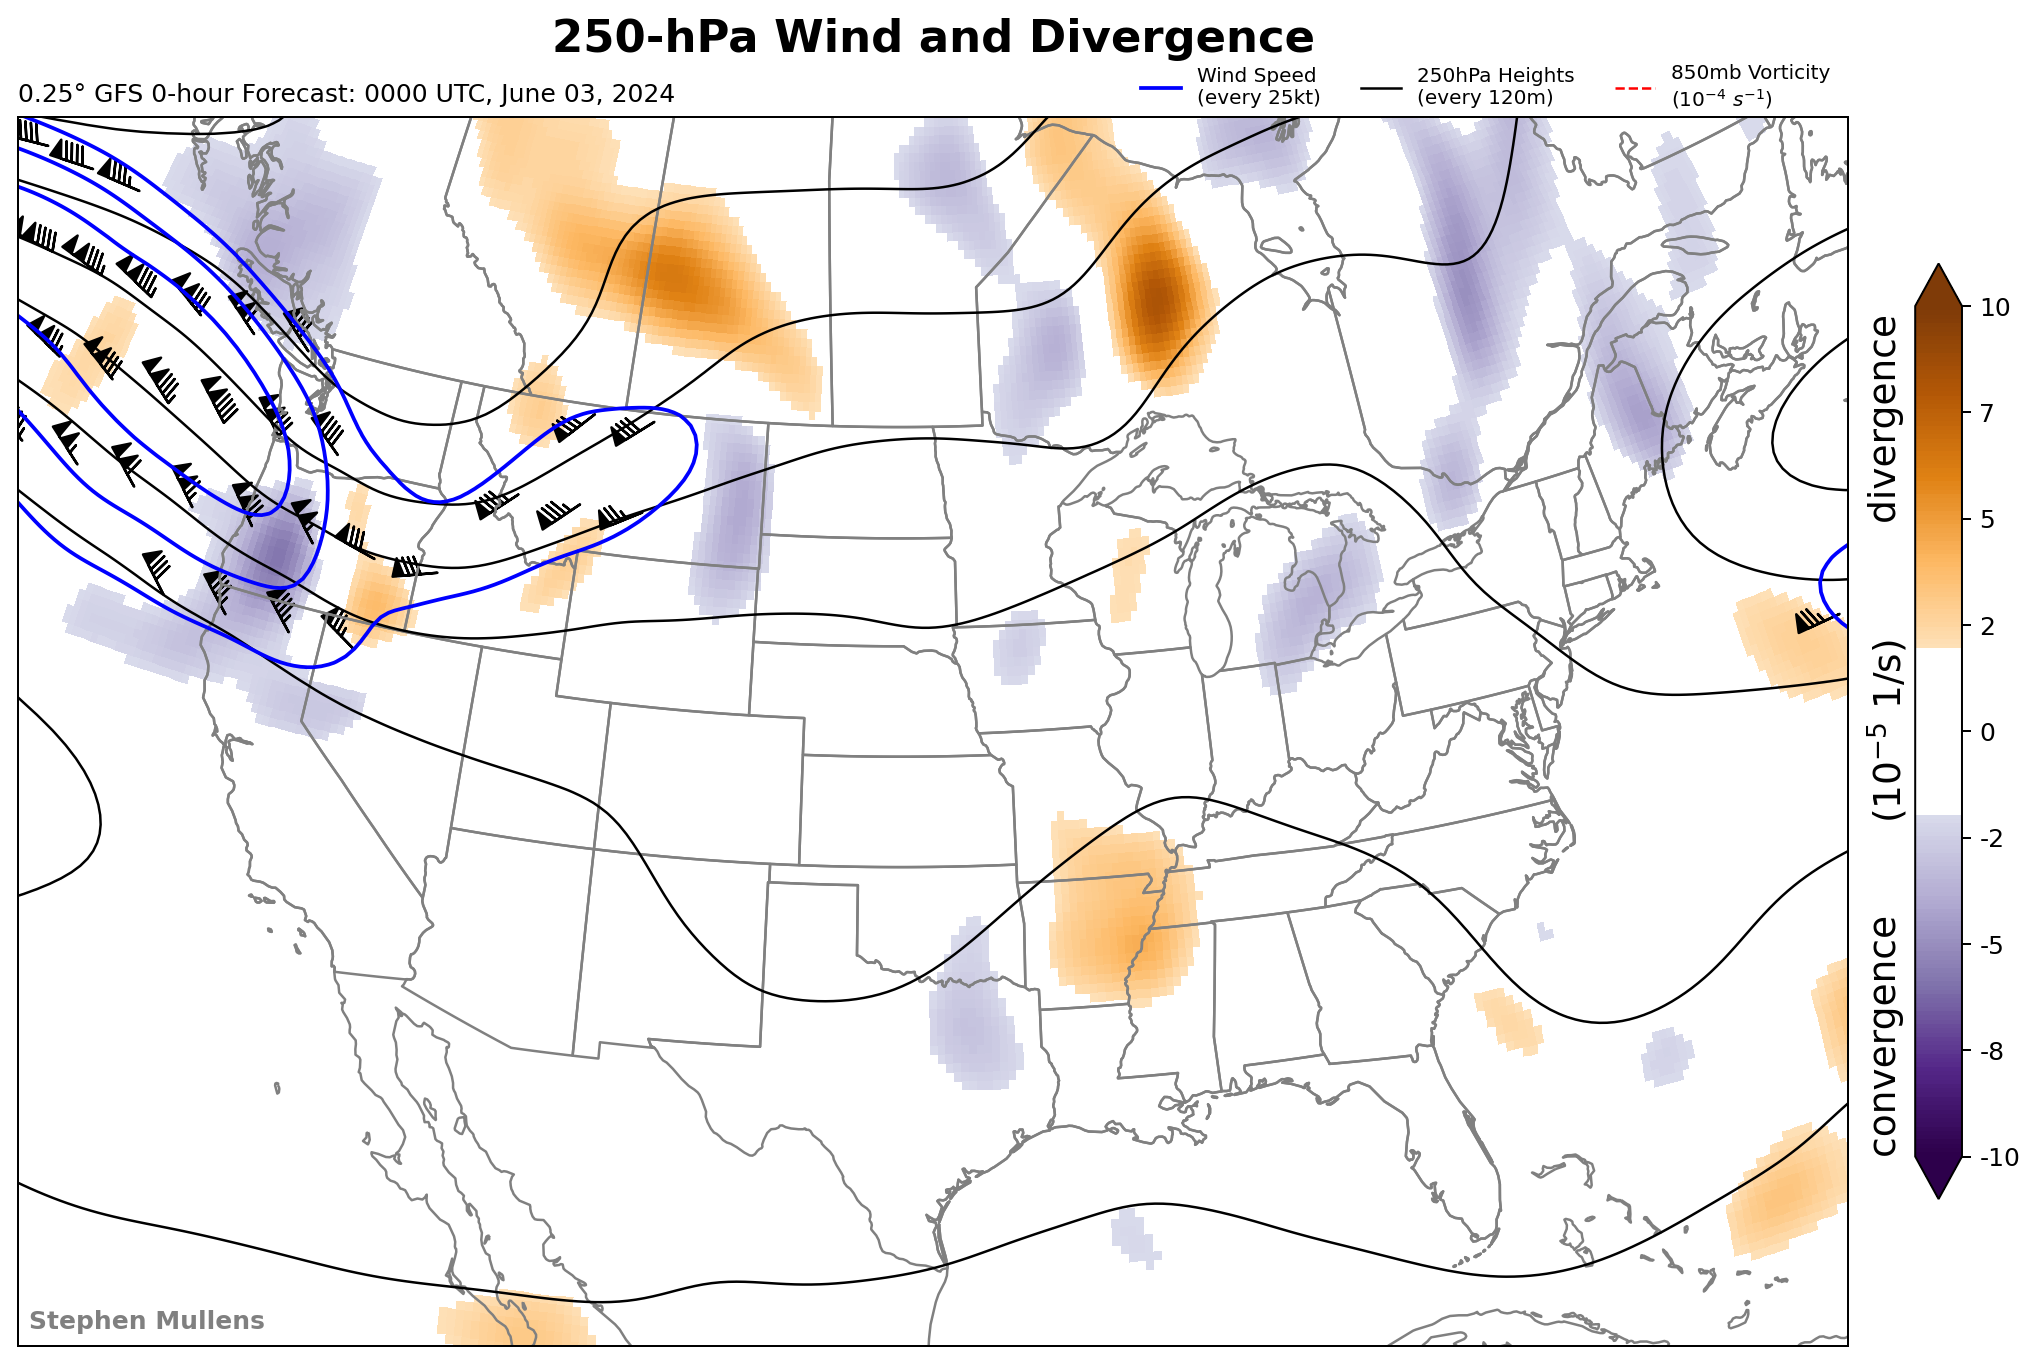 250-hPa Wind and Divergence
0.25° GFS 0-hour Forecast: 0000 UTC, June 03, 2024
Wind Speed
(every 25kt)
250hPa Heights
(every 120m)
850mb Vorticity
(10⁻⁴ s⁻¹)
10
7
5
2
0
-2
-5
-8
-10
convergence (10⁻⁵ 1/s) divergence
Stephen Mullens